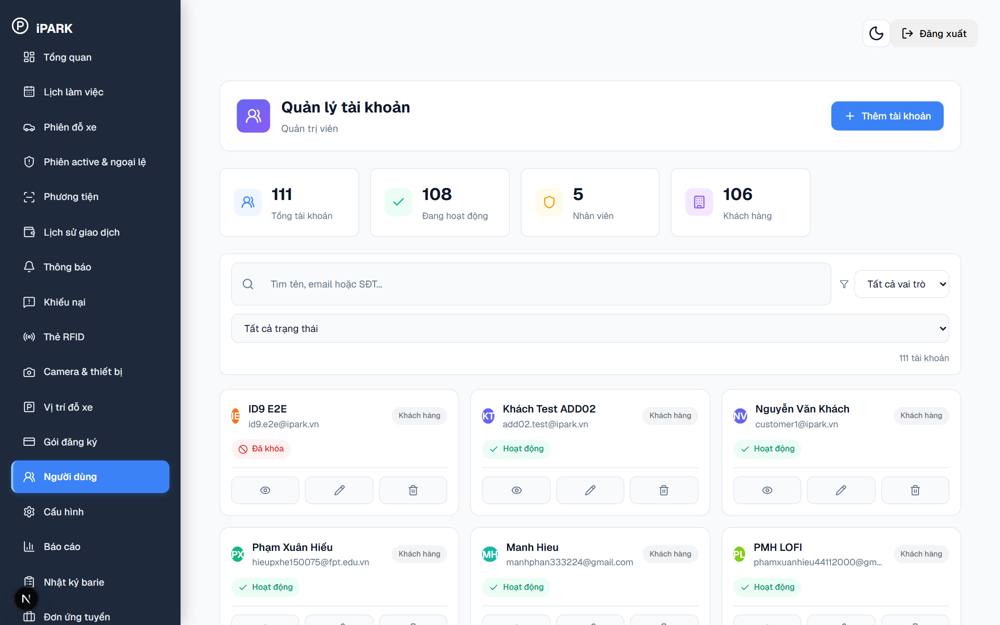 iPARK
Tổng quan
Lịch làm việc
Phiên đỗ xe
Phiên active & ngoại lệ
Phương tiện
Lịch sử giao dịch
Thông báo
Khiếu nại
Thẻ RFID
Camera & thiết bị
Vị trí đỗ xe
Gói đăng ký
Người dùng
Cấu hình
Báo cáo
Nhật ký barie
N
Đơn ứng tuyển
Đăng xuất
Quản lý tài khoản
Quản trị viên
Thêm tài khoản
111
Tổng tài khoản
108
Đang hoạt động
5
Nhân viên
106
Khách hàng
Tìm tên, email hoặc SĐT...
Tất cả vai trò
Tất cả trạng thái
111 tài khoản
IE
ID9 E2E
id9.e2e@ipark.vn
Khách hàng
Đã khóa
KT
Khách Test ADD02
add02.test@ipark.vn
Khách hàng
Hoạt động
NV
Nguyễn Văn Khách
customer1@ipark.vn
Khách hàng
Hoạt động
PX
Phạm Xuân Hiếu
hieupxhe150075@fpt.edu.vn
Khách hàng
Hoạt động
MH
Manh Hieu
manhphan333224@gmail.com
Khách hàng
Hoạt động
PL
PMH LOFI
phamxuanhieu44112000@gm...
Khách hàng
Hoạt động